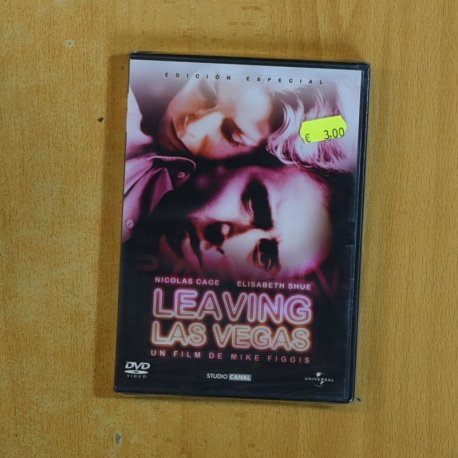 EDICIÓN ESPECIAL
€ 3,00
NICOLAS CAGE ELISABETH SHUE
LEAVING
LAS VEGAS
UN FILM DE MIKE FIGGIS
DVD
VIDEO
STUDIO CANAL
UNIVERSAL